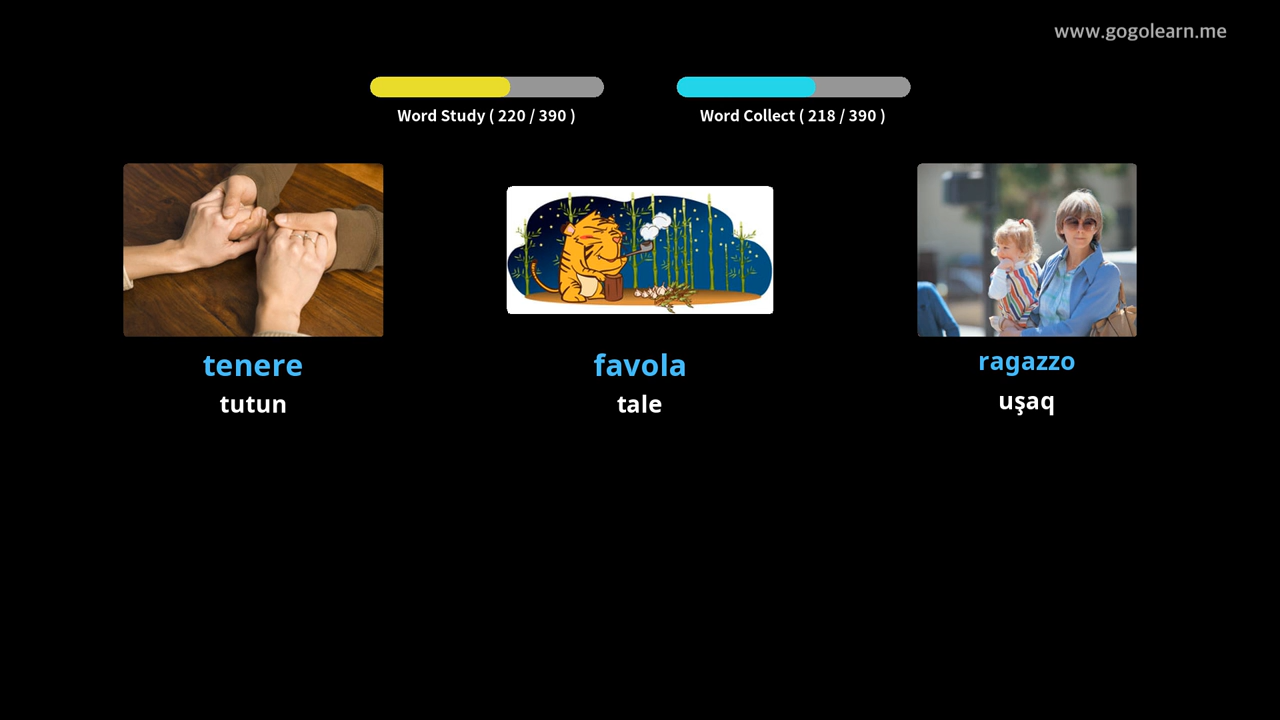 www.gogolearn.me
Word Study ( 220 / 390 )
Word Collect ( 218 / 390 )
tenere
tutun
favola
tale
ragazzo
uşaq